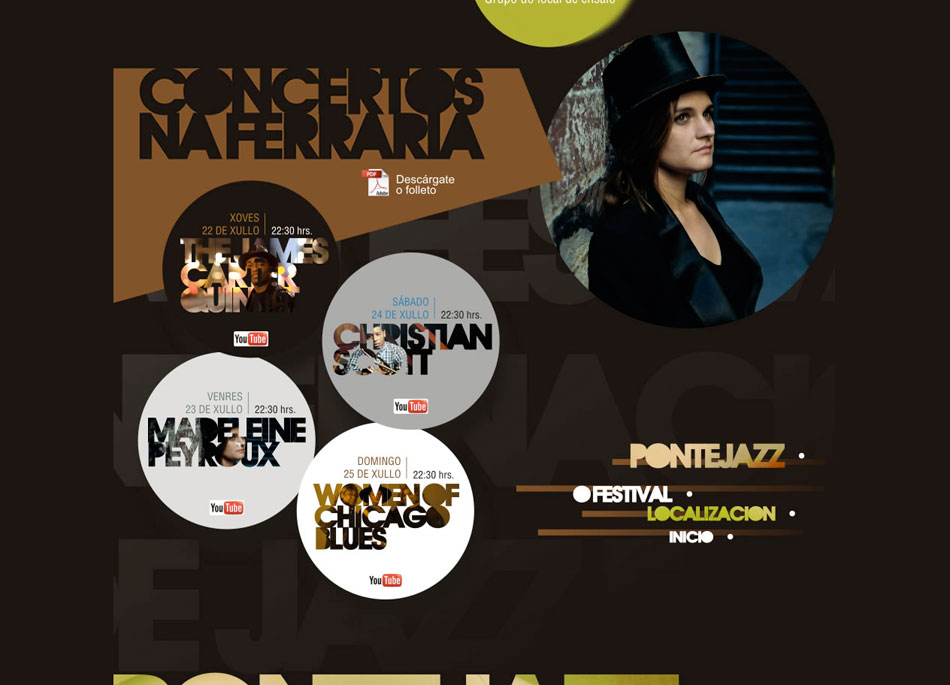 Grupo do local de ensaio
CONCERTOS
NA FERRARIA
PDF
Adobe
Descárgate
o folleto
XOVES
22 DE XULLO
22:30 hrs.
THE JAMES
CARTER
QUINTET
YouTube
SÁBADO
24 DE XULLO
22:30 hrs.
CHRISTIAN
SCOTT
YouTube
VENRES
23 DE XULLO
22:30 hrs.
MADELEINE
PEYROUX
YouTube
DOMINGO
25 DE XULLO
22:30 hrs.
WOMEN OF
CHICAGO
BLUES
YouTube
PONTEJAZZ
O FESTIVAL
LOCALIZACION
INICIO
E JAZZ